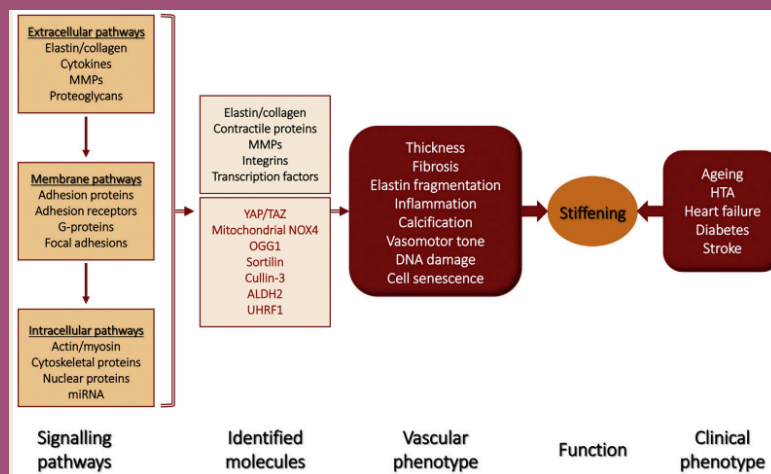 Extracellular pathways
Elastin/collagen
Cytokines
MMPs
Proteoglycans
Membrane pathways
Adhesion proteins
Adhesion receptors
G-proteins
Focal adhesions
Intracellular pathways
Actin/myosin
Cytoskeletal proteins
Nuclear proteins
miRNA
Signalling
pathways
Elastin/collagen
Contractile proteins
MMPs
Integrins
Transcription factors
YAP/TAZ
Mitochondrial NOX4
OGG1
Sortilin
Cullin-3
ALDH2
UHRF1
Identified
molecules
Thickness
Fibrosis
Elastin fragmentation
Inflammation
Calcification
Vasomotor tone
DNA damage
Cell senescence
Vascular
phenotype
Stiffening
Function
Ageing
HTA
Heart failure
Diabetes
Stroke
Clinical
phenotype